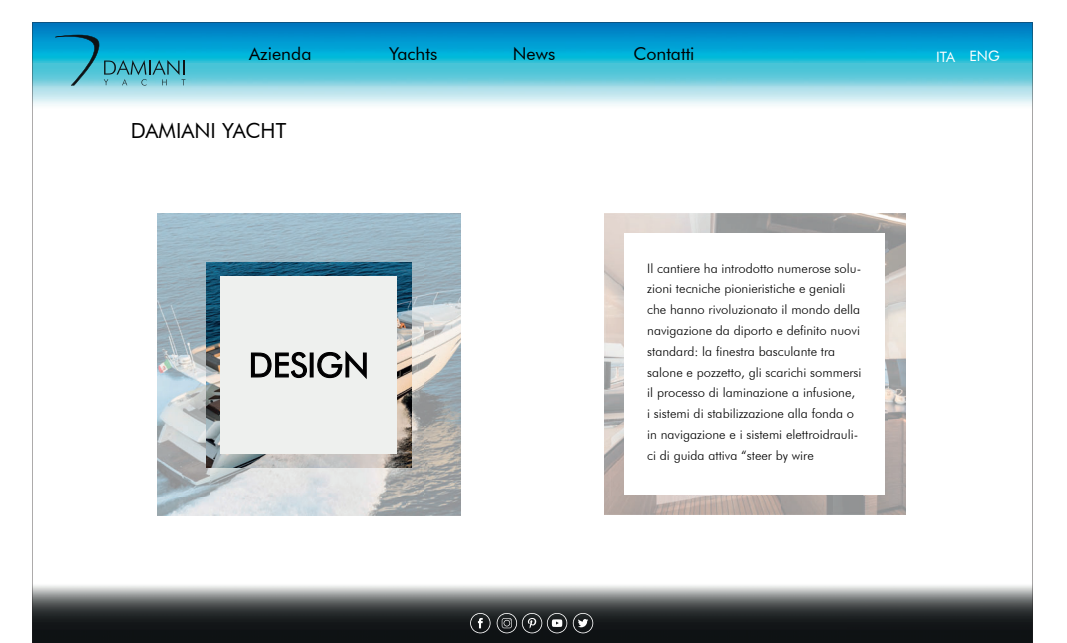 DAMIANI
YACHT
Azienda
Yachts
News
Contatti
ITA ENG
DAMIANI YACHT
DESIGN
Il cantiere ha introdotto numerose solu-
zioni tecniche pionieristiche e geniali
che hanno rivoluzionato il mondo della
navigazione da diporto e definito nuovi
standard: la finestra basculante tra
salone e pozzetto, gli scarichi sommersi
il processo di laminazione a infusione,
i sistemi di stabilizzazione alla fonda o
in navigazione e i sistemi elettroidrauli-
ci di guida attiva “steer by wire